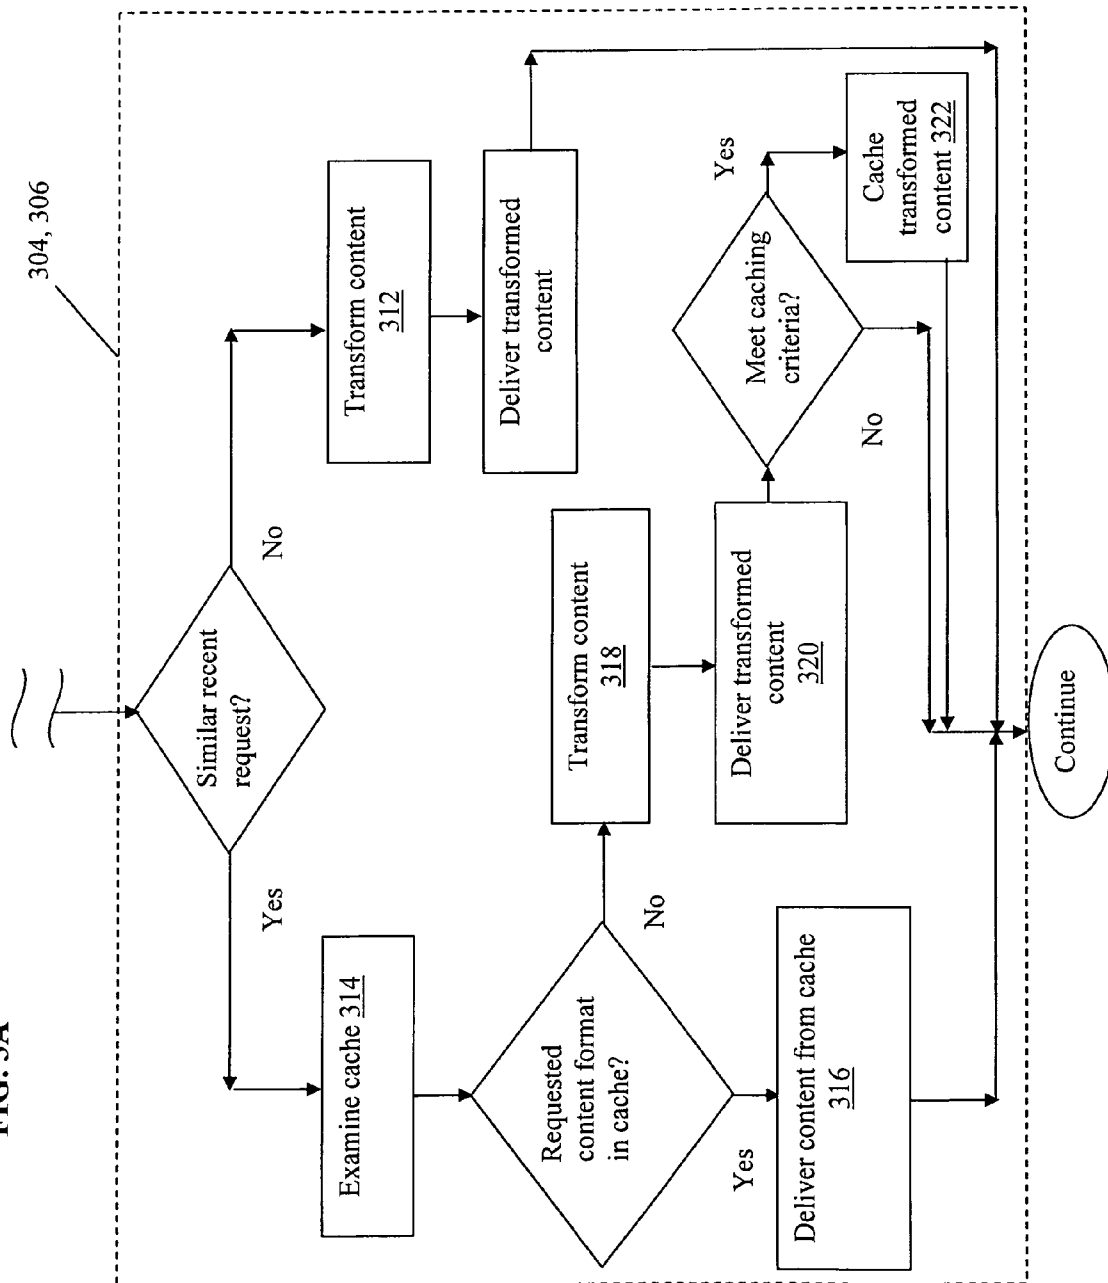 304, 306
Similar recent
request?
Yes
No
Examine cache 314
Transform content
312
Deliver transformed
content
Requested
content format
in cache?
No
Yes
Transform content
318
Deliver transformed
content
320
Meet caching
criteria?
Yes
No
Cache
transformed
content 322
Deliver content from cache
316
Continue